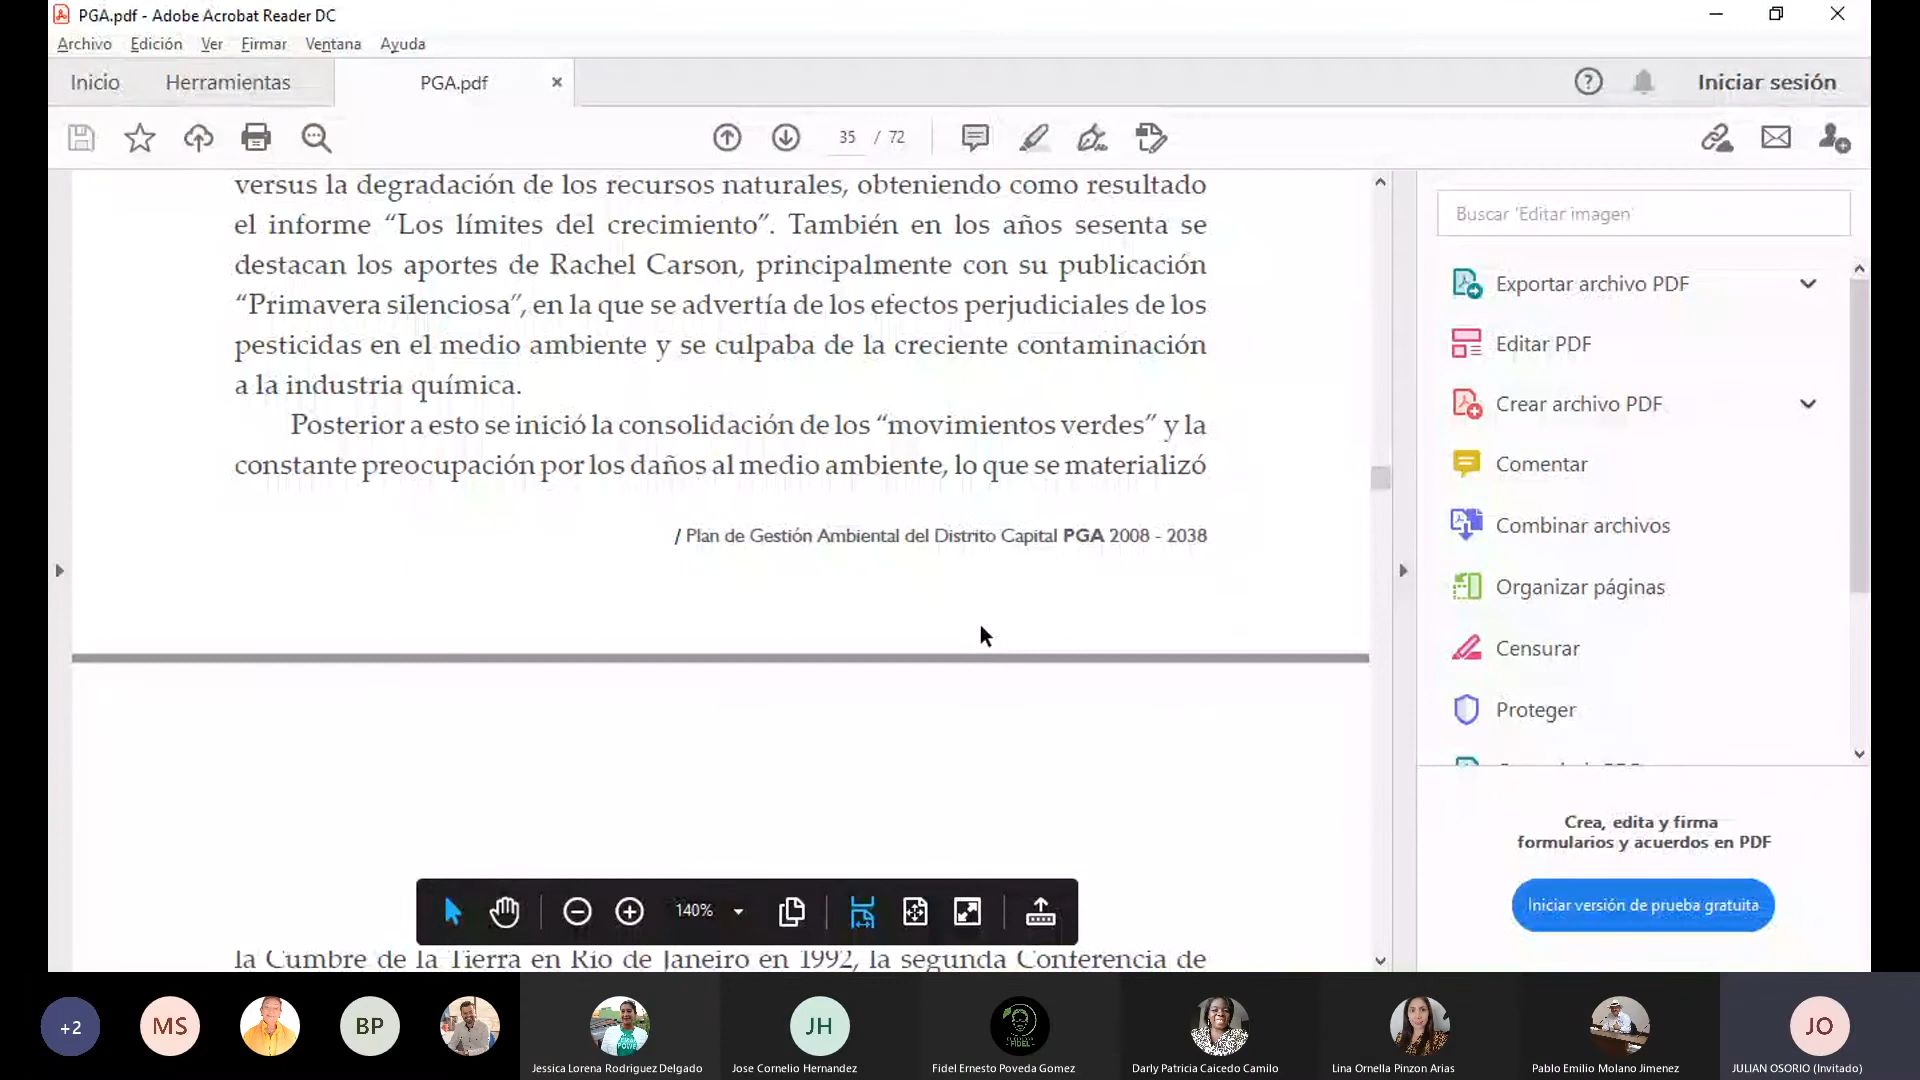 PGA.pdf - Adobe Acrobat Reader DC
Archivo Edición Ver Firmar Ventana Ayuda
Inicio Herramientas PGA.pdf Iniciar sesión
35 / 72
versus la degradación de los recursos naturales, obteniendo como resultado
el informe “Los límites del crecimiento”. También en los años sesenta se
destacan los aportes de Rachel Carson, principalmente con su publicación
“Primavera silenciosa”, en la que se advertía de los efectos perjudiciales de los
pesticidas en el medio ambiente y se culpaba de la creciente contaminación
a la industria química.
Posterior a esto se inició la consolidación de los “movimientos verdes” y la
constante preocupación por los daños al medio ambiente, lo que se materializó
/ Plan de Gestión Ambiental del Distrito Capital PGA 2008 - 2038
la Cumbre de la Tierra en Río de Janeiro en 1992, la segunda Conferencia de
140%
Buscar 'Editar imagen'
Exportar archivo PDF
Editar PDF
Crear archivo PDF
Comentar
Combinar archivos
Organizar páginas
Censurar
Proteger
Crea, edita y firma
formularios y acuerdos en PDF
Iniciar versión de prueba gratuita
+2 MS BP JH JO
Jessica Lorena Rodriguez Delgado
Jose Cornelio Hernandez
Fidel Ernesto Poveda Gomez
Darly Patricia Caicedo Camilo
Lina Ornella Pinzon Arias
Pablo Emilio Molano Jimenez
JULIAN OSORIO (Invitado)